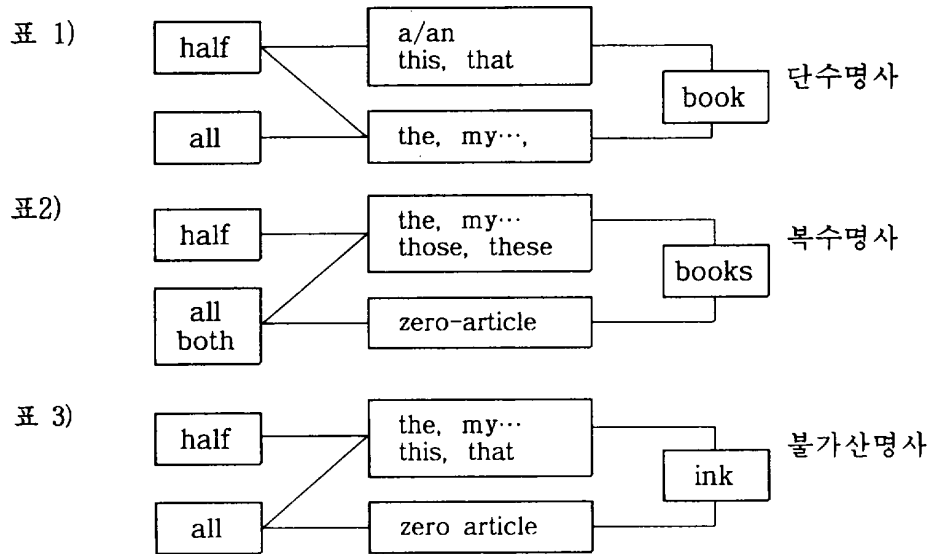 표 1)
half
a/an
this, that
all
the, my…,
book
단수명사
표2)
half
the, my…
those, these
all
both
zero-article
books
복수명사
표 3)
half
the, my…
this, that
all
zero article
ink
불가산명사